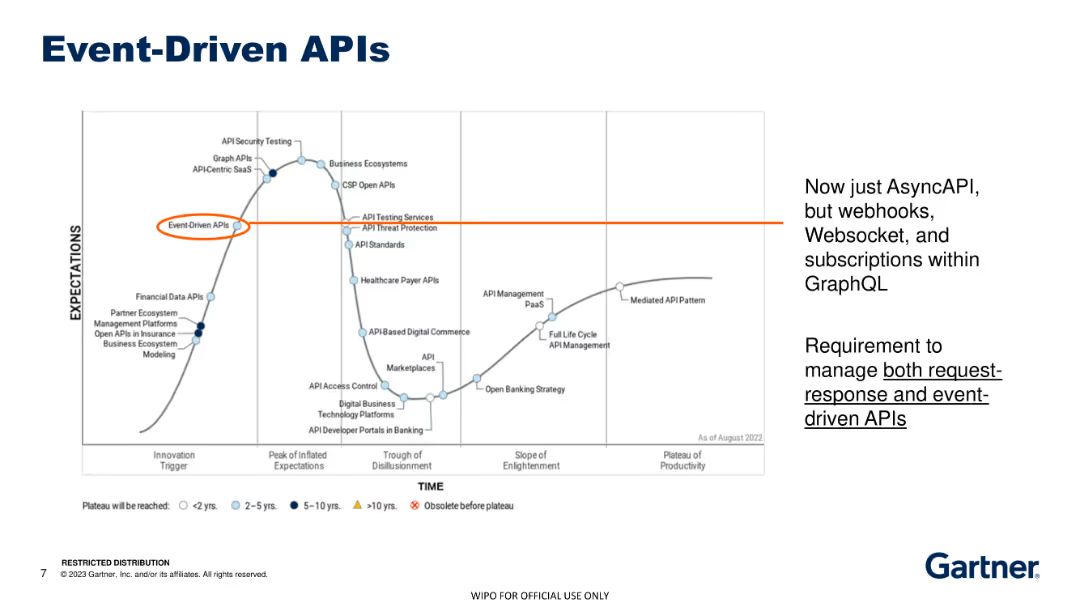 Event-Driven APIs
API Security Testing
Graph APIs
API-Centric SaaS
Business Ecosystems
CSP Open APIs
Event-Driven APIs
API Testing Services
API Threat Protection
API Standards
Healthcare Payer APIs
Financial Data APIs
Partner Ecosystem
Management Platforms
Open APIs in Insurance
Business Ecosystem
Modeling
API-Based Digital Commerce
API
Marketplaces
API Access Control
Digital Business
Technology Platforms
API Developer Portals in Banking
Open Banking Strategy
API Management
PaaS
Full Life Cycle
API Management
Mediated API Pattern
As of August 2022
EXPECTATIONS
Innovation
Trigger
Peak of Inflated
Expectations
Trough of
Disillusionment
Slope of
Enlightenment
Plateau of
Productivity
TIME
Plateau will be reached: <2 yrs. 2–5 yrs. 5–10 yrs. >10 yrs. Obsolete before plateau
Now just AsyncAPI,
but webhooks,
Websocket, and
subscriptions within
GraphQL
Requirement to
manage both request-
response and event-
driven APIs
7
RESTRICTED DISTRIBUTION
© 2023 Gartner, Inc. and/or its affiliates. All rights reserved.
Gartner®
WIPO FOR OFFICIAL USE ONLY